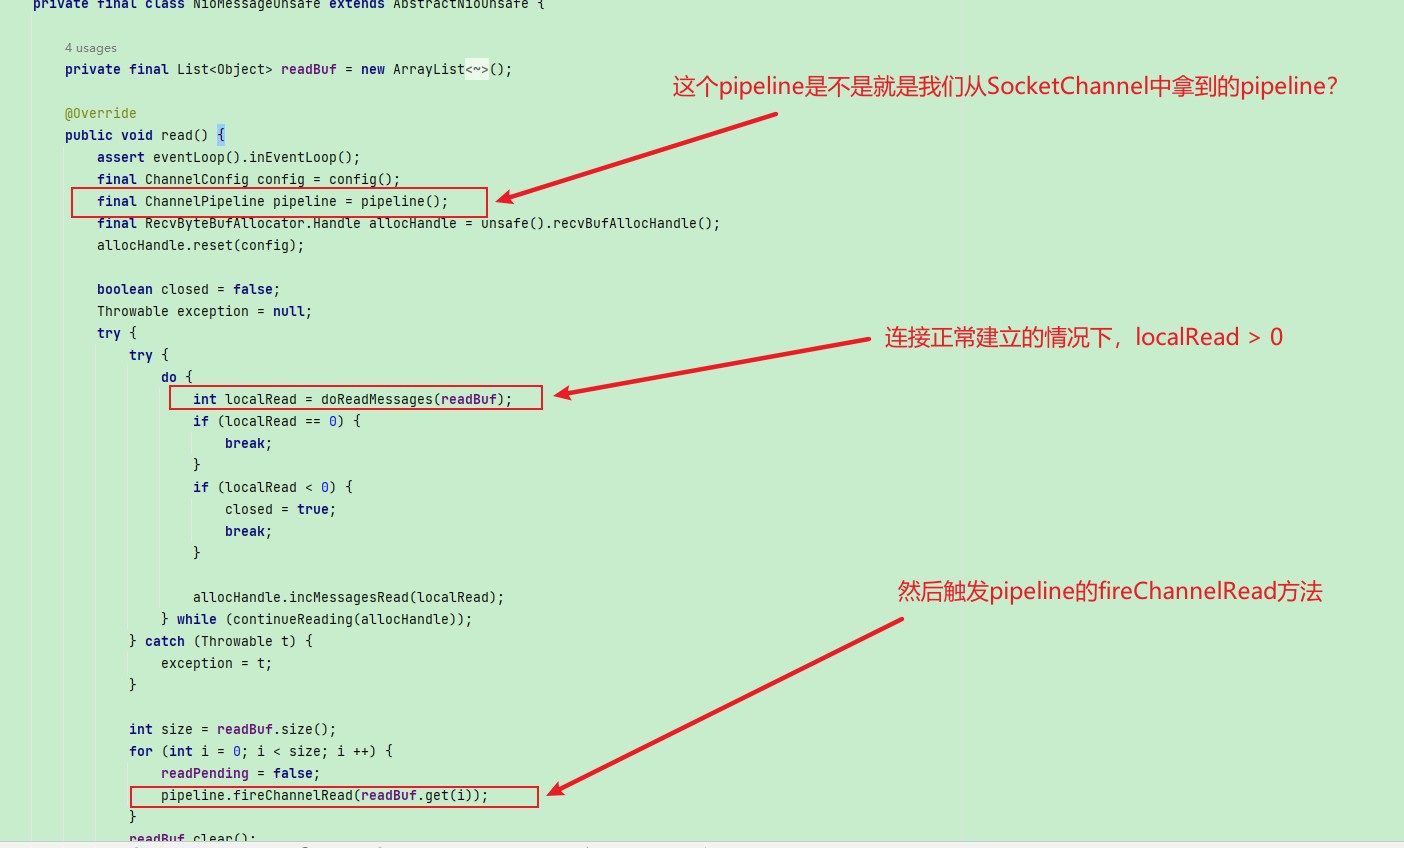 private final class NioMessageUnsafe extends AbstractNioUnsafe {
4 usages
private final List<Object> readBuf = new ArrayList<~>();
这个pipeline是不是就是我们从SocketChannel中拿到的pipeline?
@Override
public void read() {
assert eventLoop().inEventLoop();
final ChannelConfig config = config();
final ChannelPipeline pipeline = pipeline();
final RecvByteBufAllocator.Handle allocHandle = unsafe().recvBufAllocHandle();
allocHandle.reset(config);
boolean closed = false;
Throwable exception = null;
try {
连接正常建立的情况下，localRead > 0
try {
do {
int localRead = doReadMessages(readBuf);
if (localRead == 0) {
break;
}
if (localRead < 0) {
closed = true;
break;
}
然后触发pipeline的fireChannelRead方法
allocHandle.incMessagesRead(localRead);
} while (continueReading(allocHandle));
} catch (Throwable t) {
exception = t;
}
int size = readBuf.size();
for (int i = 0; i < size; i ++) {
readPending = false;
pipeline.fireChannelRead(readBuf.get(i));
}
readBuf.clear();